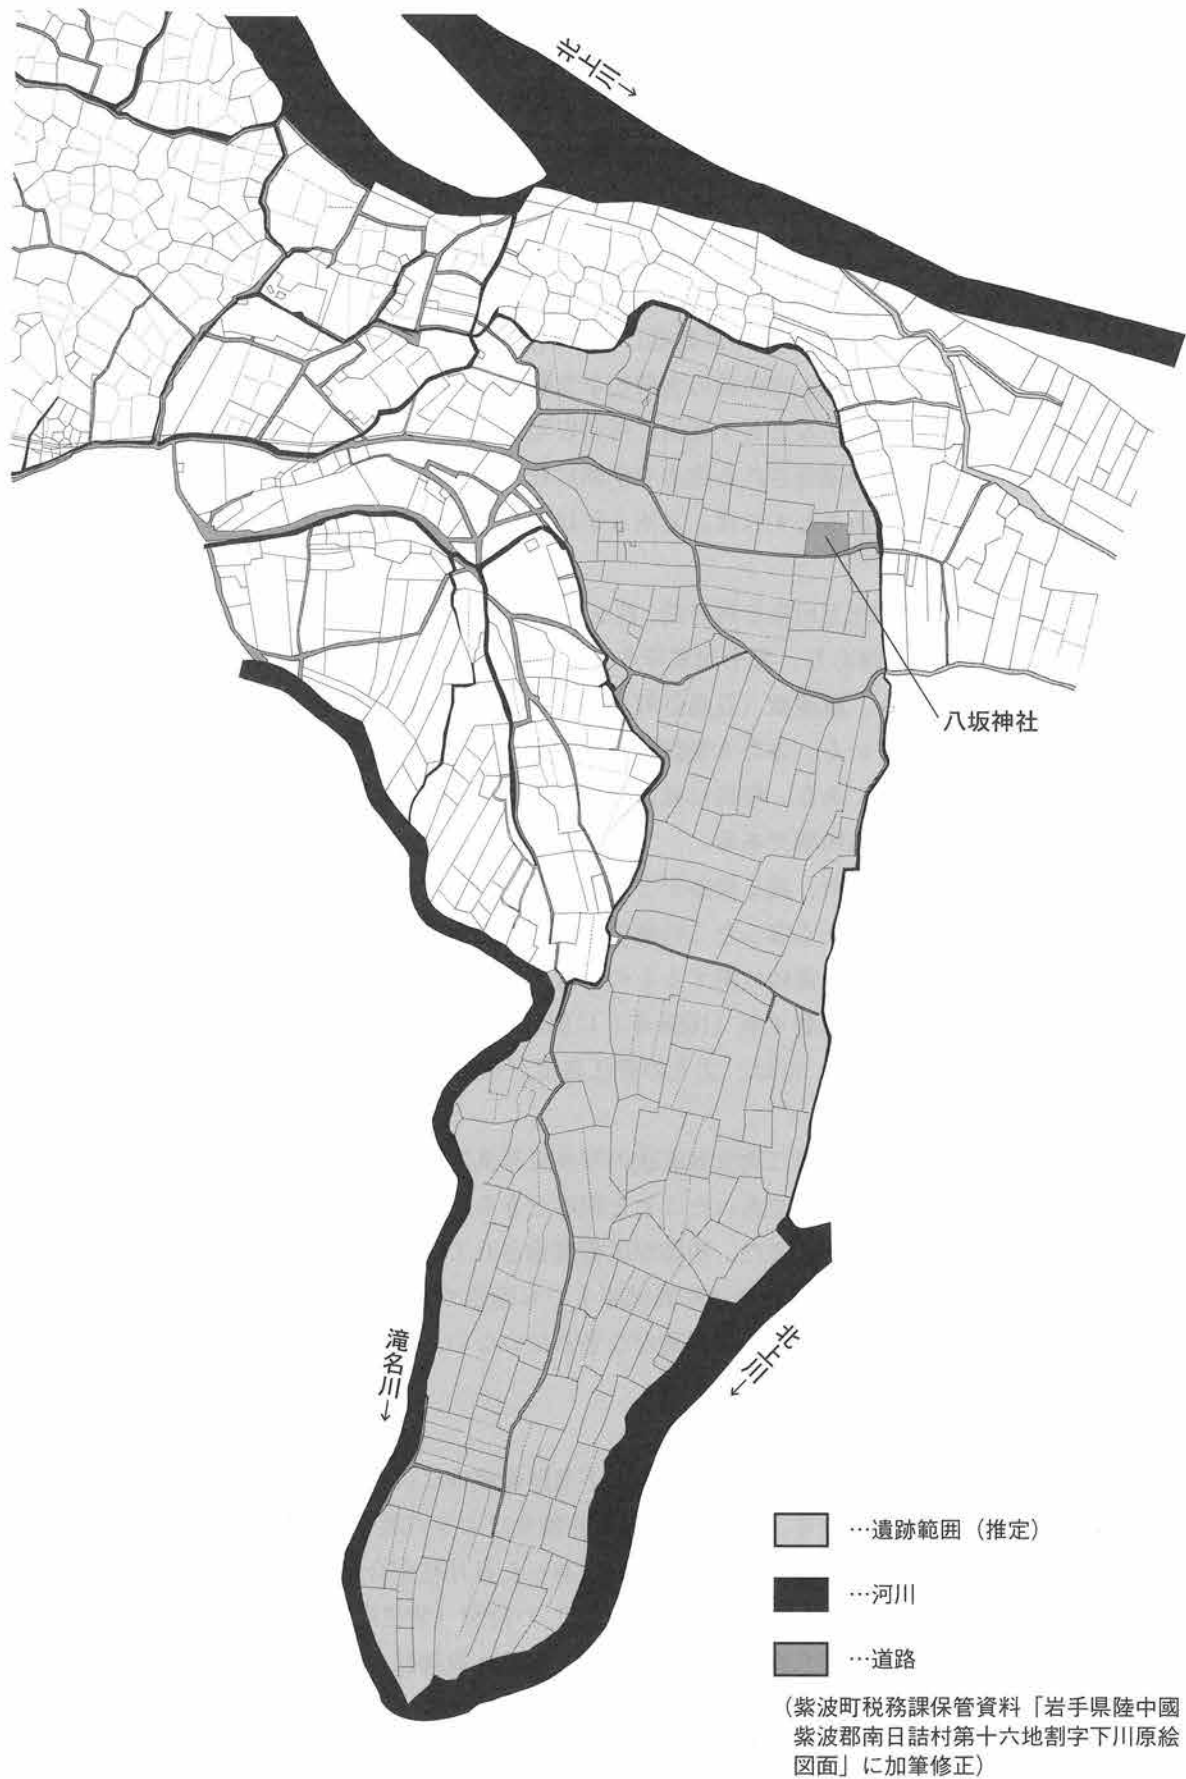 北上川→
八坂神社
滝名川→
北上川→
…遺跡範囲（推定）
…河川
…道路
（紫波町税務課保管資料「岩手県陸中國
紫波郡南日詰村第十六地割字下川原絵
図面」に加筆修正）